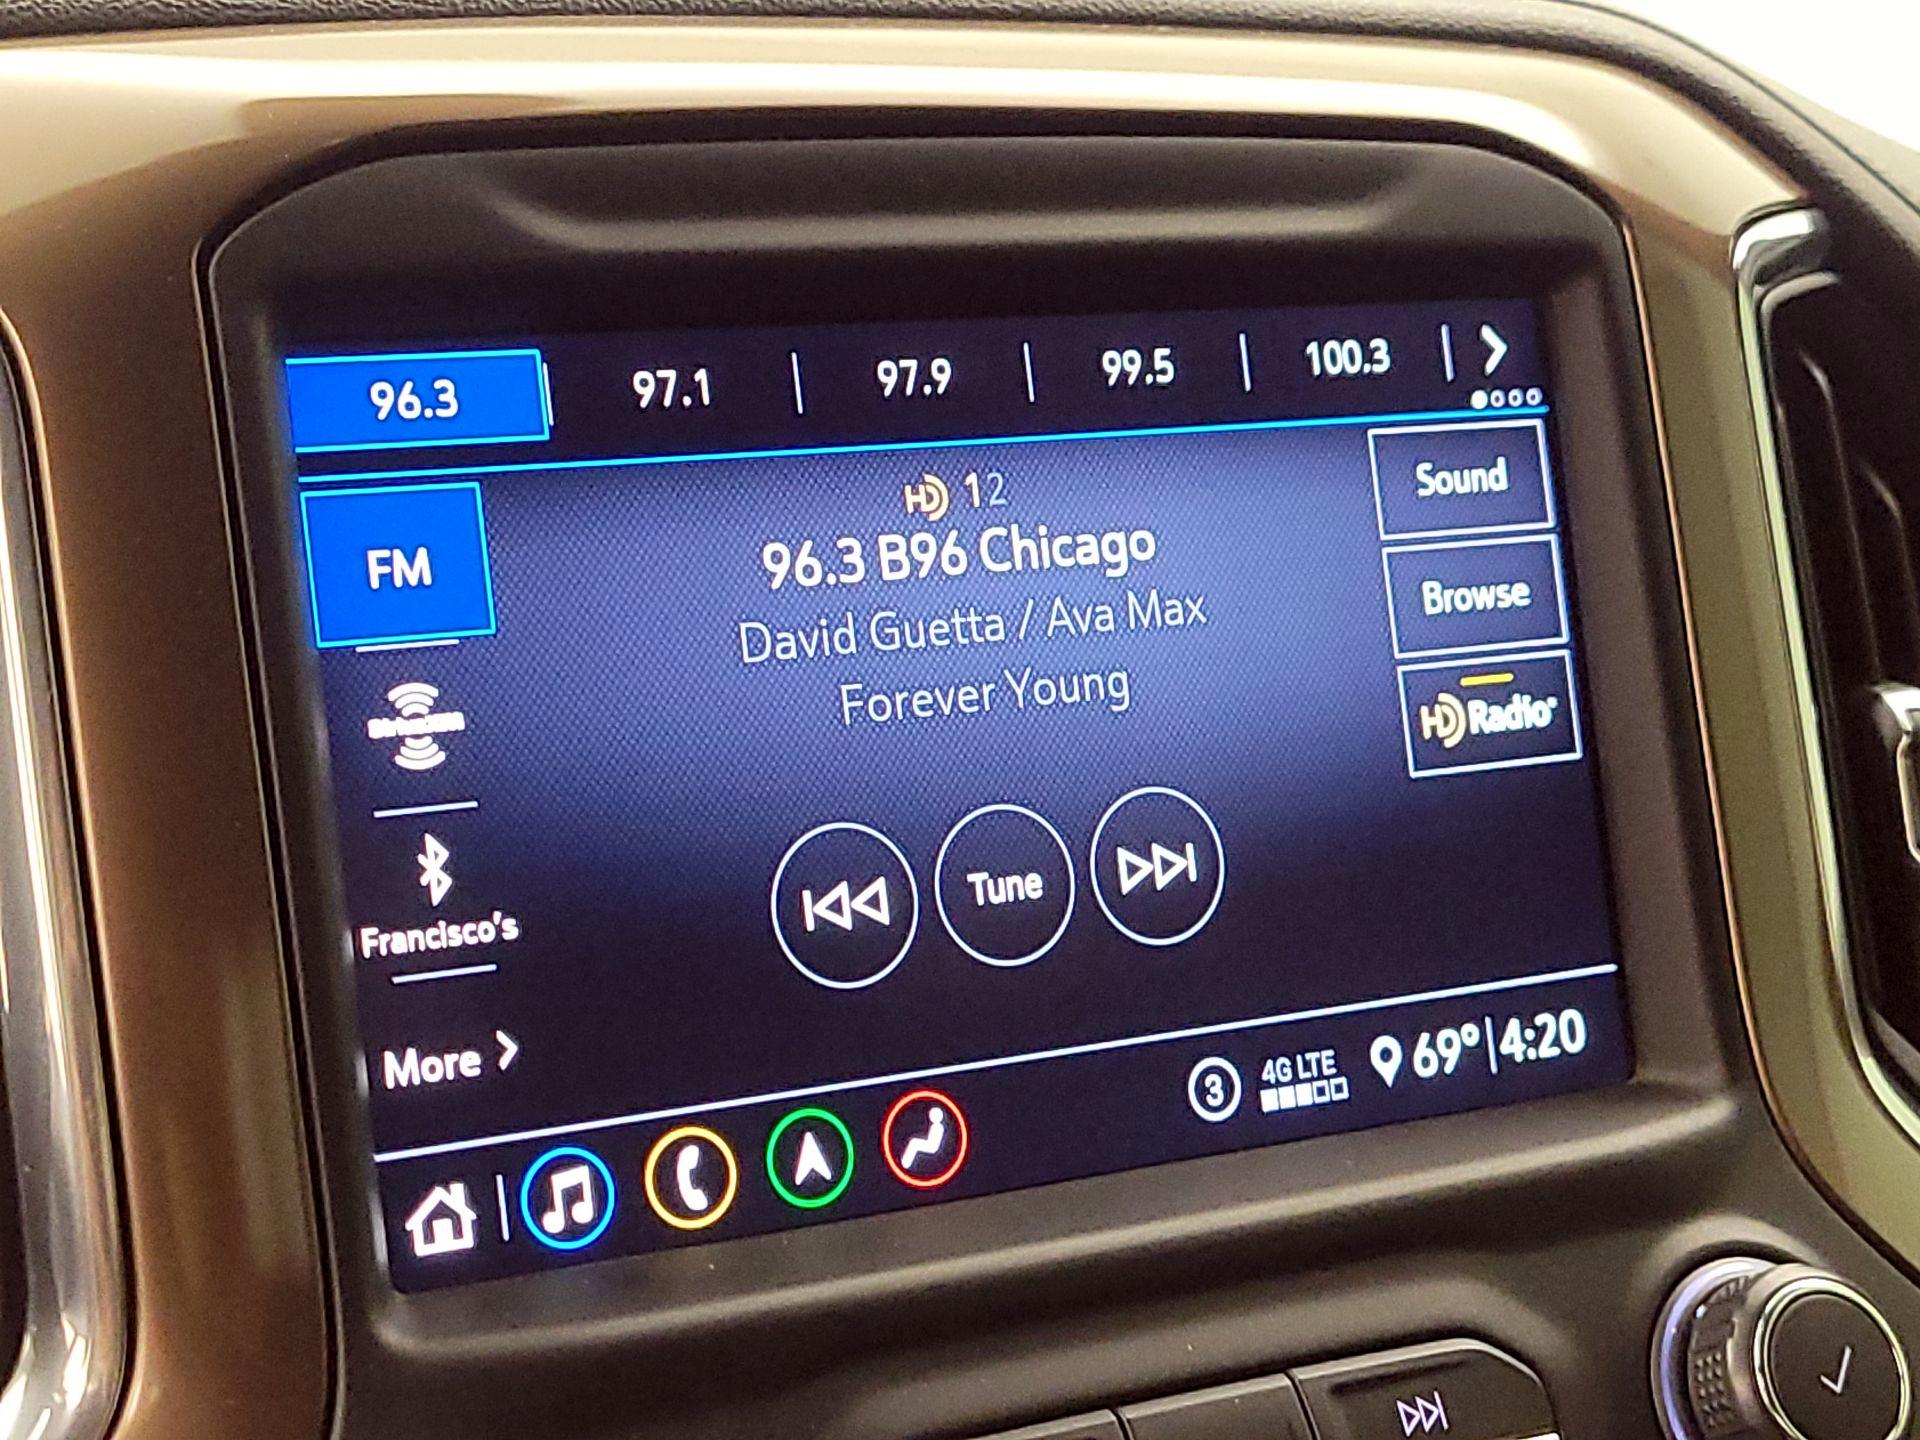 96.3 97.1 97.9 99.5 100.3
HD 12
Sound
96.3 B96 Chicago
FM
David Guetta / Ava Max
Browse
Forever Young
HD Radio
SiriusXM
Tune
Francisco's
More
3 4G LTE 69° 4:20